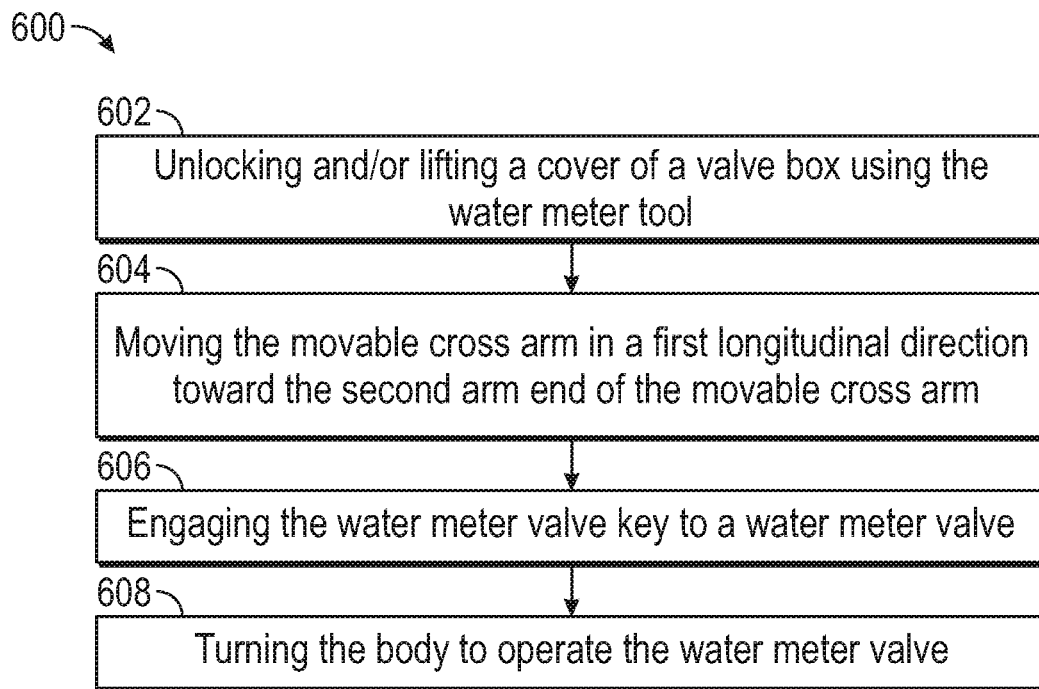 600
602
Unlocking and/or lifting a cover of a valve box using the
water meter tool
604
Moving the movable cross arm in a first longitudinal direction
toward the second arm end of the movable cross arm
606
Engaging the water meter valve key to a water meter valve
608
Turning the body to operate the water meter valve